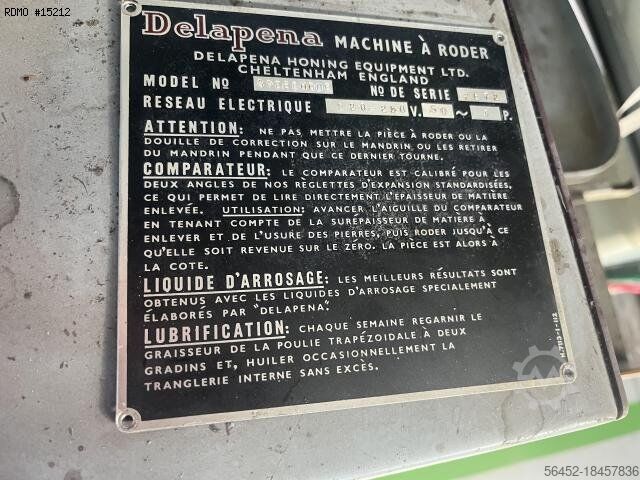 RDMO #15212
Delapena MACHINE À RODER
DELAPENA HONING EQUIPMENT LTD.
CHELTENHAM ENGLAND
MODEL Nº Nº DE SERIE
RESEAU ELECTRIQUE V. 50 ~ P.
ATTENTION: NE PAS METTRE LA PIÈCE À RODER OU LA
DOUILLE DE CORRECTION SUR LE MANDRIN OU LES RETIRER
DU MANDRIN PENDANT QUE CE DERNIER TOURNE.
COMPARATEUR: LE COMPARATEUR EST CALIBRÉ POUR LES
DEUX ANGLES DE NOS RÉGLETTES D'EXPANSION STANDARDISÉES,
CE QUI PERMET DE LIRE DIRECTEMENT L'ÉPAISSEUR DE MATIÈRE
ENLEVÉE. UTILISATION: AVANCER L'AIGUILLE DU COMPARATEUR
EN TENANT COMPTE DE LA SURÉPAISSEUR DE MATIÈRE À
ENLEVER ET DE L'USURE DES PIERRES, PUIS RODER JUSQU'À CE
QU'ELLE SOIT REVENUE SUR LE ZERO. LA PIÈCE EST ALORS À
LA COTE.
LIQUIDE D'ARROSAGE: LES MEILLEURS RÉSULTATS SONT
OBTENUS AVEC LES LIQUIDES D'ARROSAGE SPECIALEMENT
ÉLABORÉS PAR "DELAPENA".
LUBRIFICATION: CHAQUE SEMAINE REGARNIR LE
GRAISSEUR DE LA POULIE TRAPÉZOIDALE À DEUX
GRADINS ET, HUILER OCCASIONNELLEMENT LA
TRANGLERIE INTERNE SANS EXCÈS.
56452-18457836